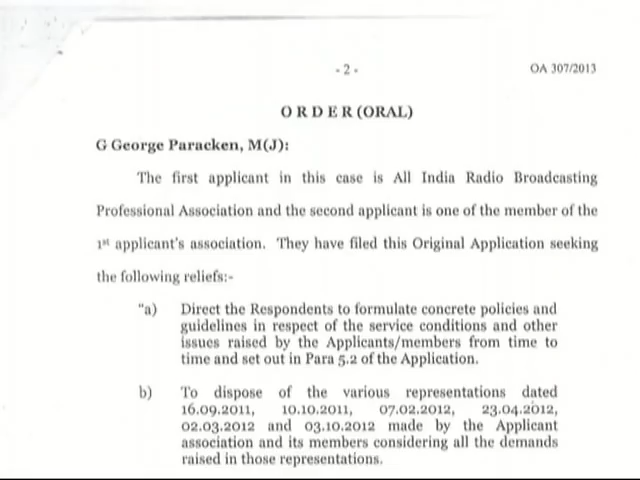 - 2 -
OA 307/2013
O R D E R (ORAL)
G George Paracken, M(J):
The first applicant in this case is All India Radio Broadcasting
Professional Association and the second applicant is one of the member of the
1st applicant's association. They have filed this Original Application seeking
the following reliefs:-
"a) Direct the Respondents to formulate concrete policies and
guidelines in respect of the service conditions and other
issues raised by the Applicants/members from time to
time and set out in Para 5.2 of the Application.
b) To dispose of the various representations dated
16.09.2011, 10.10.2011, 07.02.2012, 23.04.2012,
02.03.2012 and 03.10.2012 made by the Applicant
association and its members considering all the demands
raised in those representations.